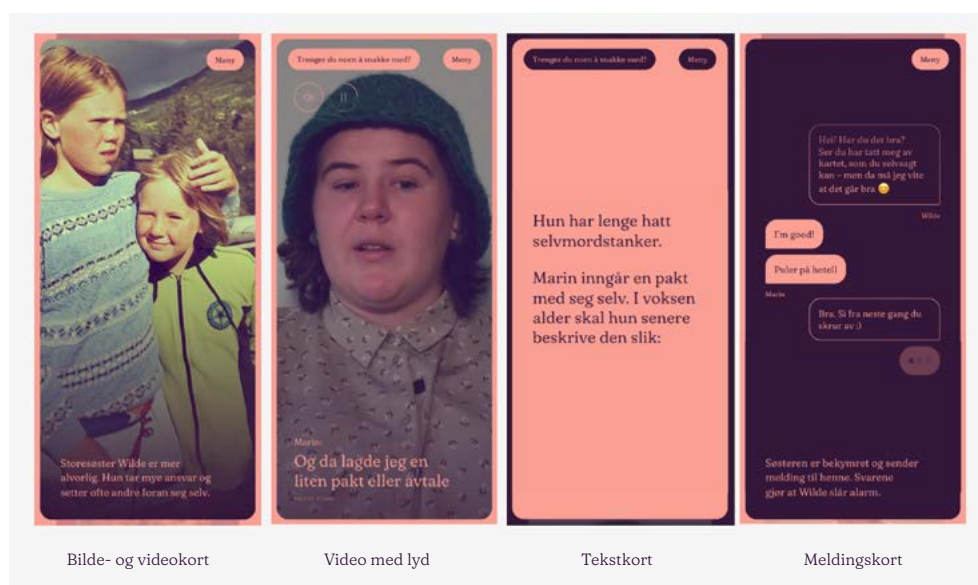 Meny
Storesøster Wilde er mer
alvorlig. Hun tar mye ansvar og
setter ofte andre foran seg selv.
Bilde- og videokort
Trenger du noen å snakke med?
Meny
Marin:
Og da lagde jeg en
liten pakt eller avtale
Video med lyd
Trenger du noen å snakke med?
Meny
Hun har lenge hatt
selvmordstanker.
Marin inngår en pakt
med seg selv. I voksen
alder skal hun senere
beskrive den slik:
Tekstkort
Meny
Hei! Har du det bra?
Ser du har tatt meg av
kartet, som du selvsagt
kan – men da må jeg vite
at det går bra 😊
Wilde
I'm good!
Puler på hotell
Marin
Bra. Si fra neste gang du
skrur av :)
Søsteren er bekymret og sender
melding til henne. Svarene
gjør at Wilde slår alarm.
Meldingskort